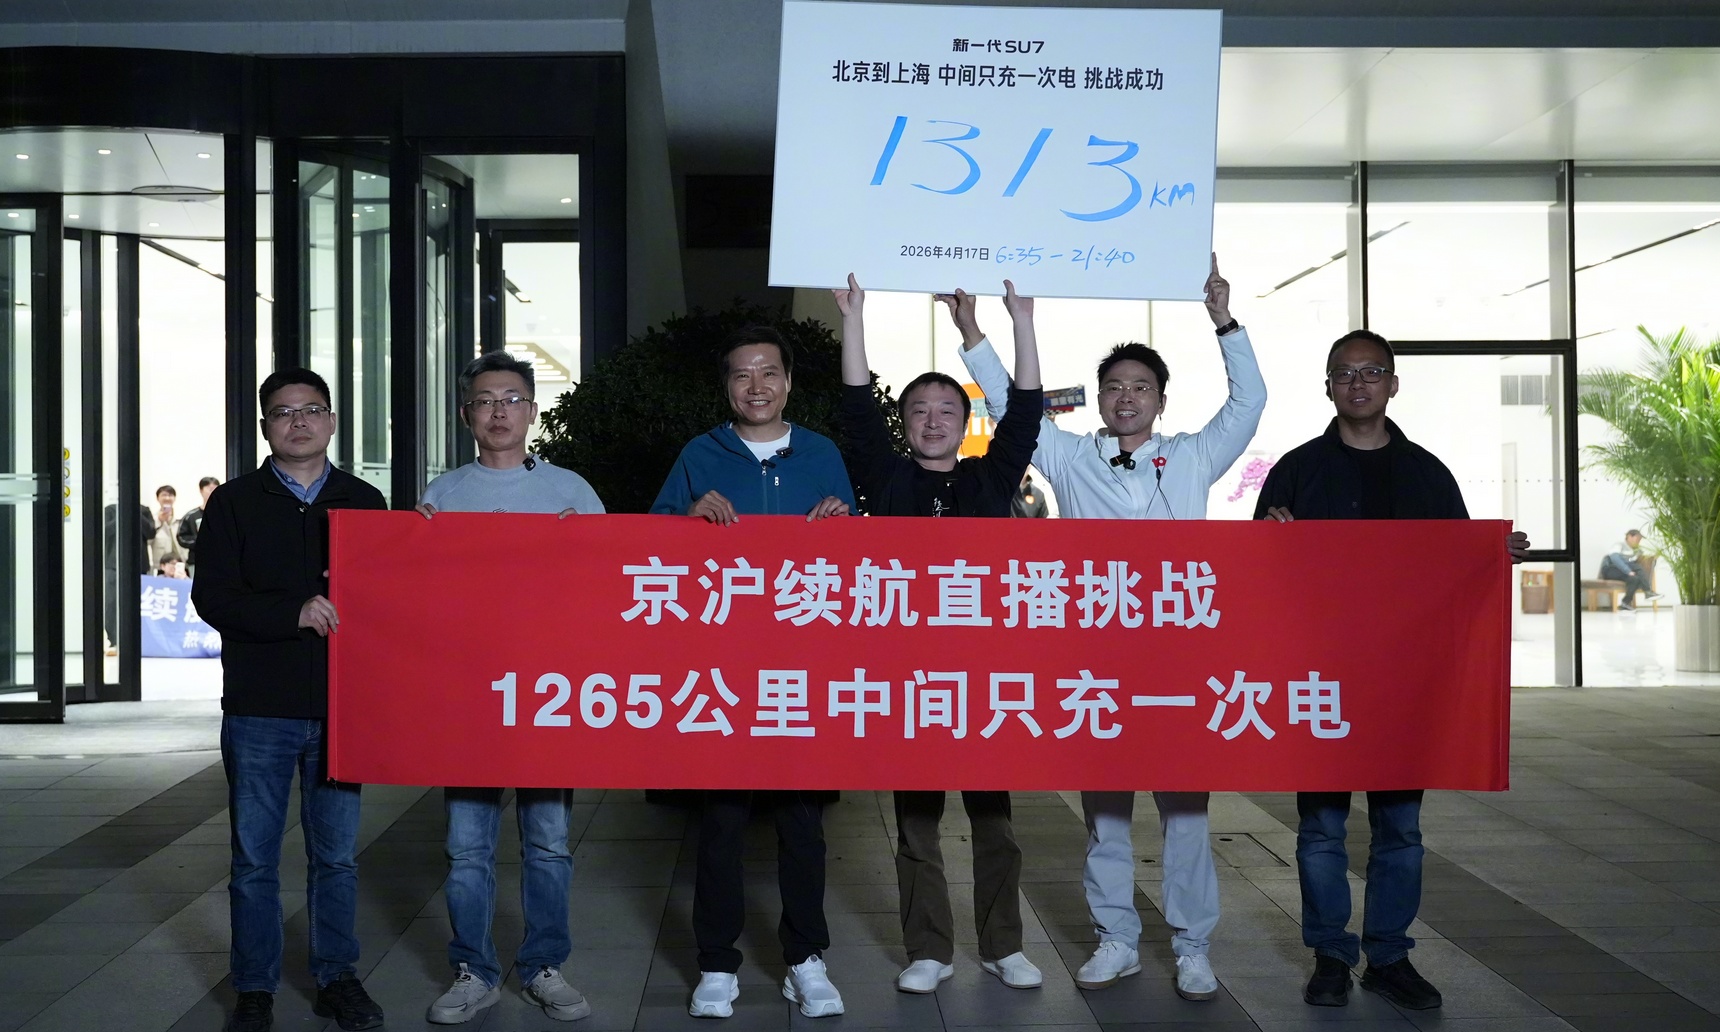 新一代SU7
北京到上海 中间只充一次电 挑战成功
1313KM
2026年4月17日 6:35-21:40
京沪续航直播挑战
1265公里中间只充一次电
续